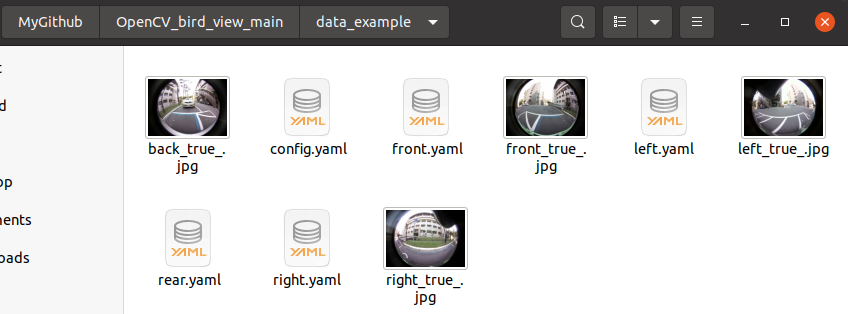 MyGithub OpenCV_bird_view_main data_example
YAML YAML YAML
back_true_.
jpg
config.yaml
front.yaml
front_true_.
jpg
left.yaml
left_true_.jpg
YAML YAML
rear.yaml
right.yaml
right_true_.
jpg
t
d
op
nents
oads